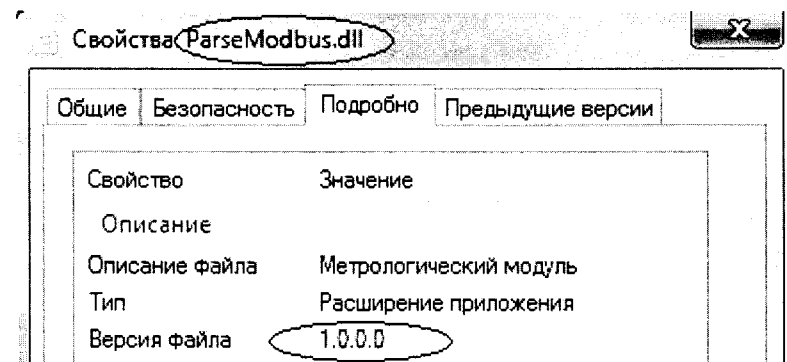 Свойства ParseModbus.dll
Общие Безопасность Подробно Предыдущие версии
Свойство Значение
Описание
Описание файла Метрологический модуль
Тип Расширение приложения
Версия файла 1.0.0.0